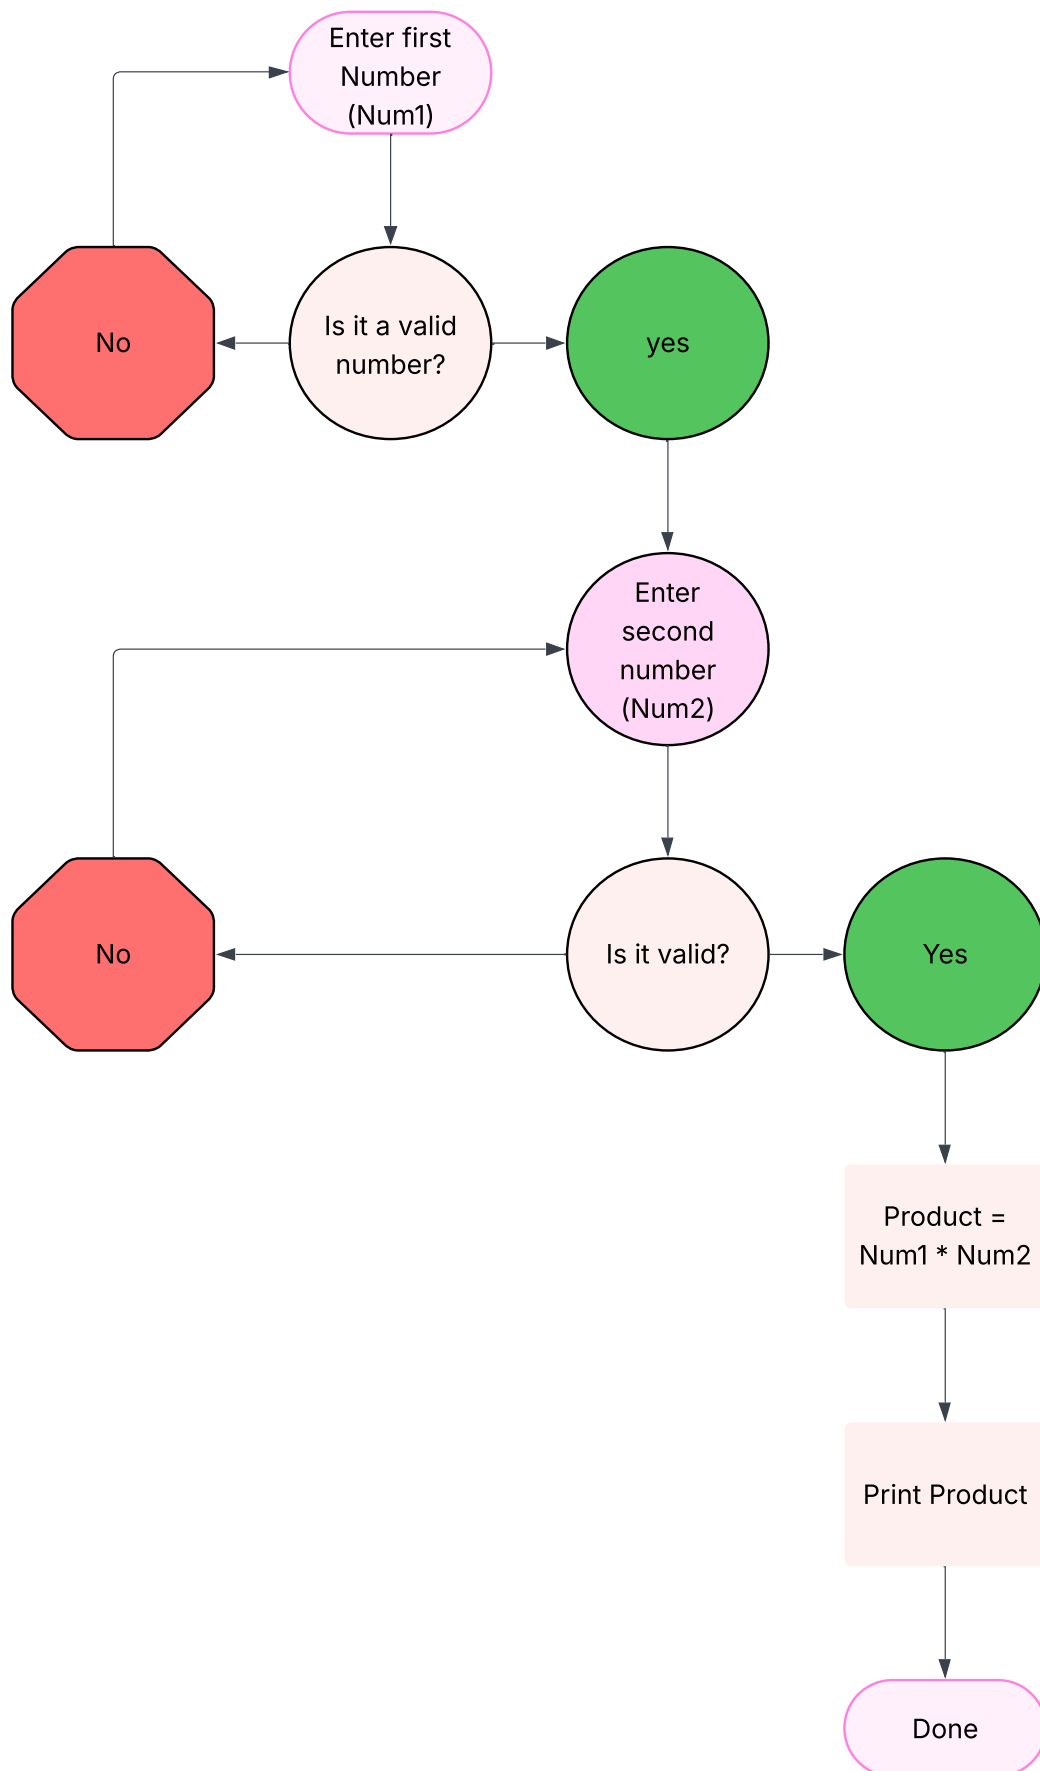 Enter first
Number
(Num1)
No
Is it a valid
number?
yes
Enter
second
number
(Num2)
No
Is it valid?
Yes
Product =
Num1 * Num2
Print Product
Done